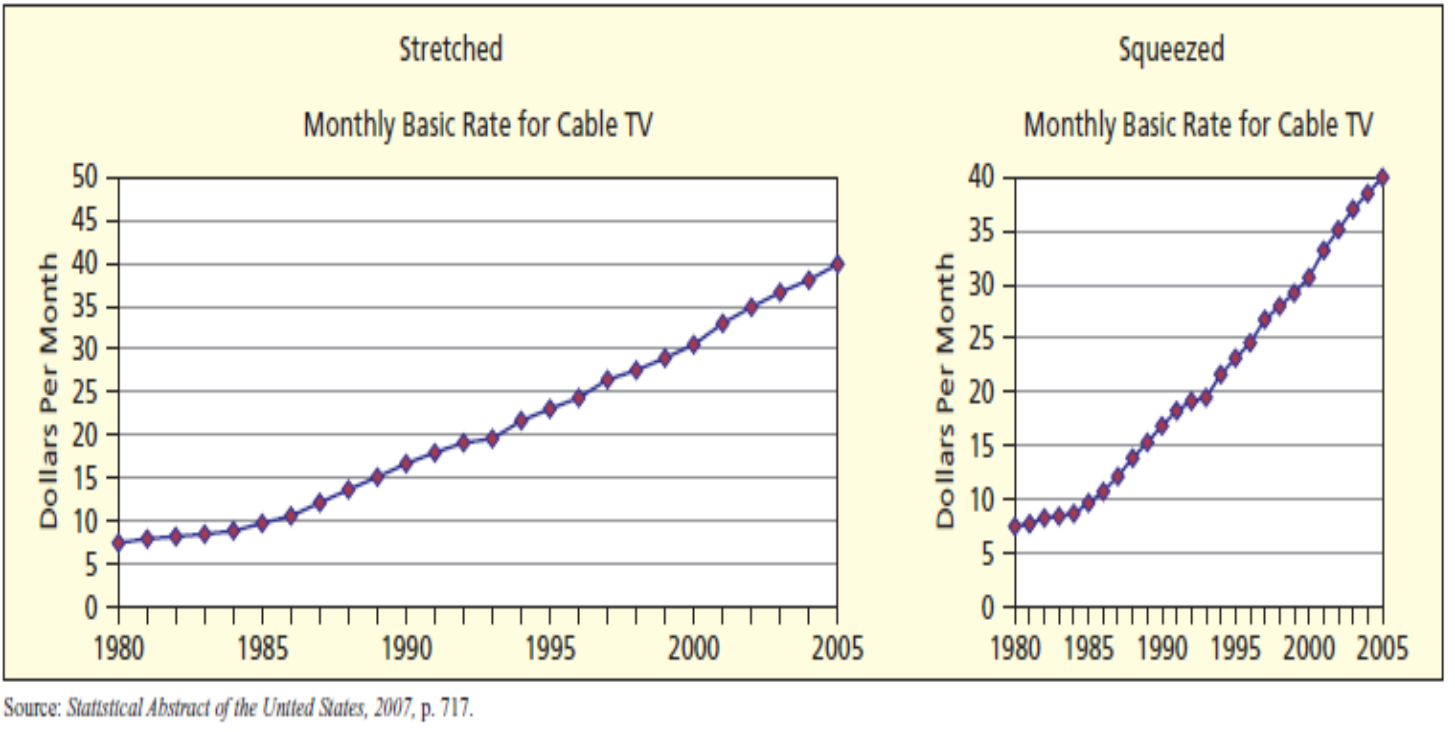 Stretched
Monthly Basic Rate for Cable TV
Dollars Per Month
50
45
40
35
30
25
20
15
10
5
0
1980 1985 1990 1995 2000 2005
Squeezed
Monthly Basic Rate for Cable TV
Dollars Per Month
40
35
30
25
20
15
10
5
0
1980 1985 1990 1995 2000 2005
Source: Statistical Abstract of the United States, 2007, p. 717.